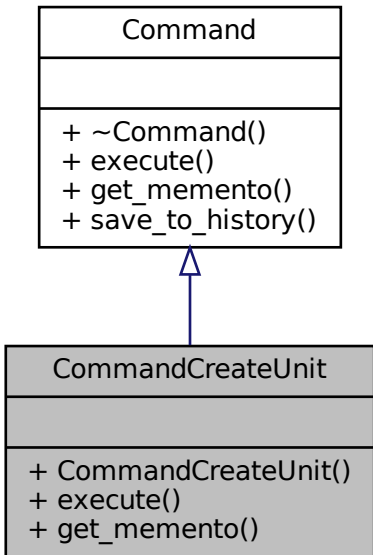 Command
+ ~Command()
+ execute()
+ get_memento()
+ save_to_history()
CommandCreateUnit
+ CommandCreateUnit()
+ execute()
+ get_memento()